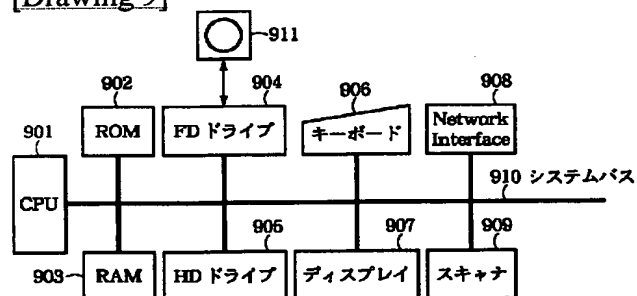 [Drawing 9]
911
902
904
906
908
901
ROM
FD ドライブ
キーボード
Network
Interface
910 システムバス
CPU
905
907
909
903
RAM
HD ドライブ
ディスプレイ
スキャナ